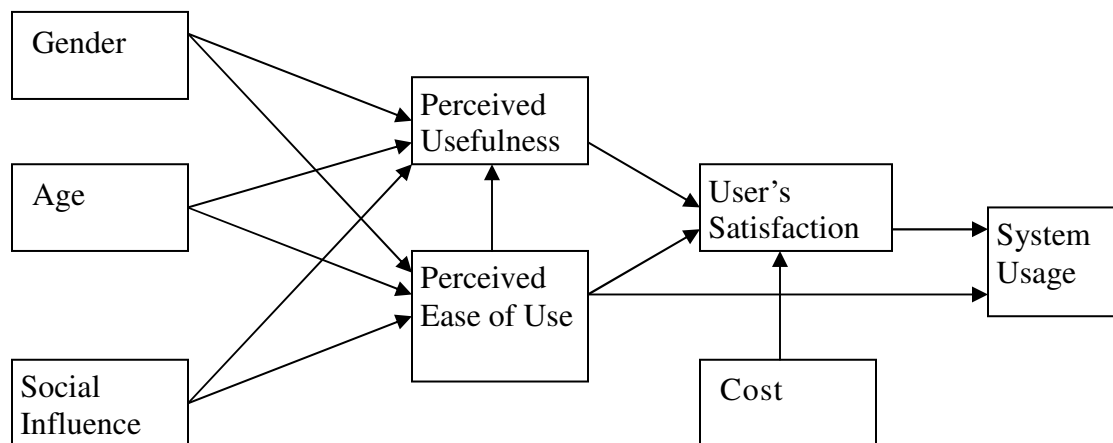 Gender
Perceived
Usefulness
Age
User’s
Satisfaction
System
Usage
Perceived
Ease of Use
Social
Influence
Cost